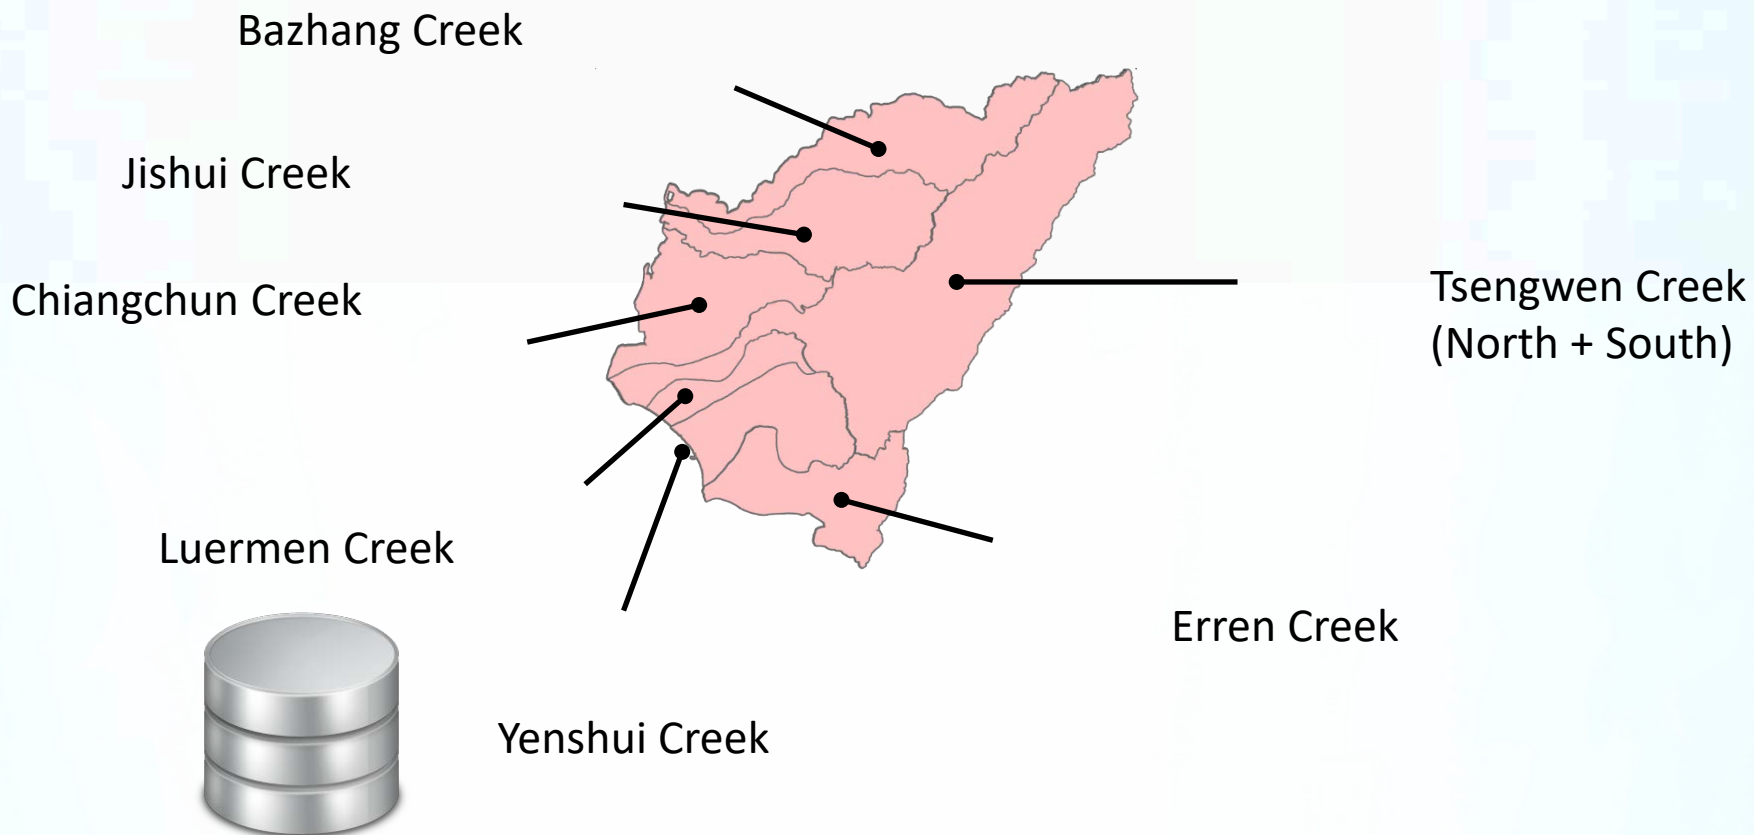 Bazhang Creek
Jishui Creek
Chiangchun Creek
Tsengwen Creek
(North + South)
Luermen Creek
Erren Creek
Yenshui Creek